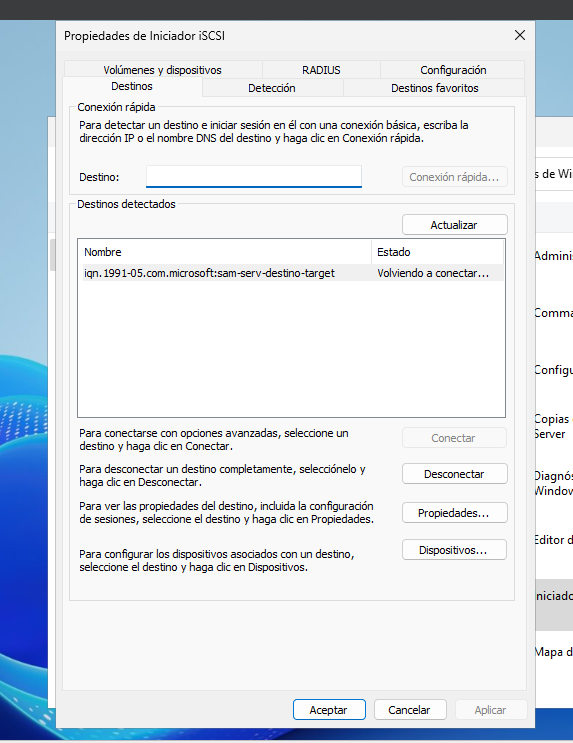 Propiedades de Iniciador iSCSI
Volúmenes y dispositivos
RADIUS
Configuración
Destinos
Detección
Destinos favoritos
Conexión rápida
Para detectar un destino e iniciar sesión en él con una conexión básica, escriba la
dirección IP o el nombre DNS del destino y haga clic en Conexión rápida.
Destino:
Conexión rápida...
Destinos detectados
Actualizar
Nombre
Estado
iqn.1991-05.com.microsoft:sam-serv-destino-target
Volviendo a conectar...
Para conectarse con opciones avanzadas, seleccione un
destino y haga clic en Conectar.
Conectar
Para desconectar un destino completamente, selecciónelo y
haga clic en Desconectar.
Desconectar
Para ver las propiedades del destino, incluida la configuración
de sesiones, seleccione el destino y haga clic en Propiedades.
Propiedades...
Para configurar los dispositivos asociados con un destino,
seleccione el destino y haga clic en Dispositivos.
Dispositivos...
Aceptar
Cancelar
Aplicar
s de Wi
Adminis
Coma
Configu
Copias
Server
Diagnós
Window
Editor d
niciado
Mapa d